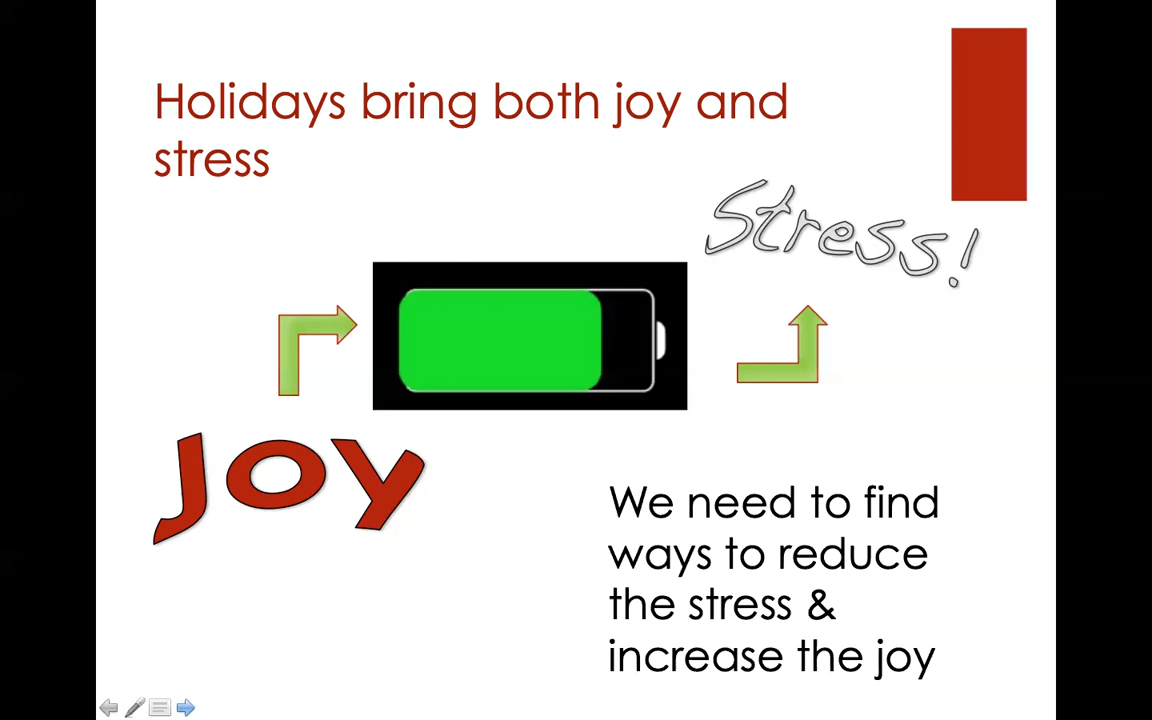 Holidays bring both joy and
stress
Stress!
Joy
We need to find
ways to reduce
the stress &
increase the joy